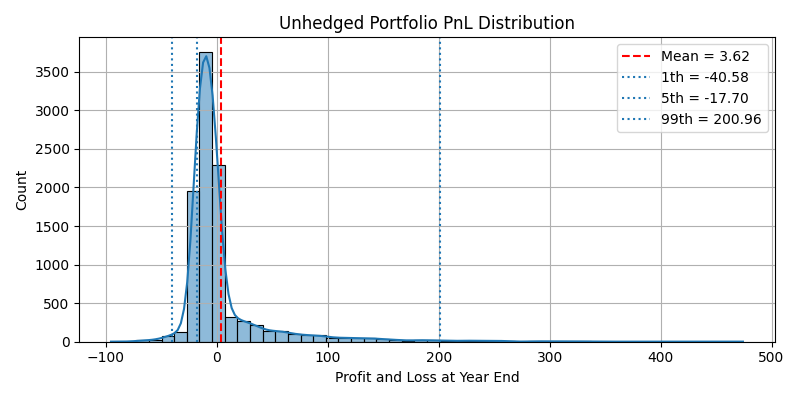 Unhedged Portfolio PnL Distribution
Mean = 3.62
1th = -40.58
5th = -17.70
99th = 200.96
Count
3500
3000
2500
2000
1500
1000
500
0
−100
0
100
200
300
400
500
Profit and Loss at Year End